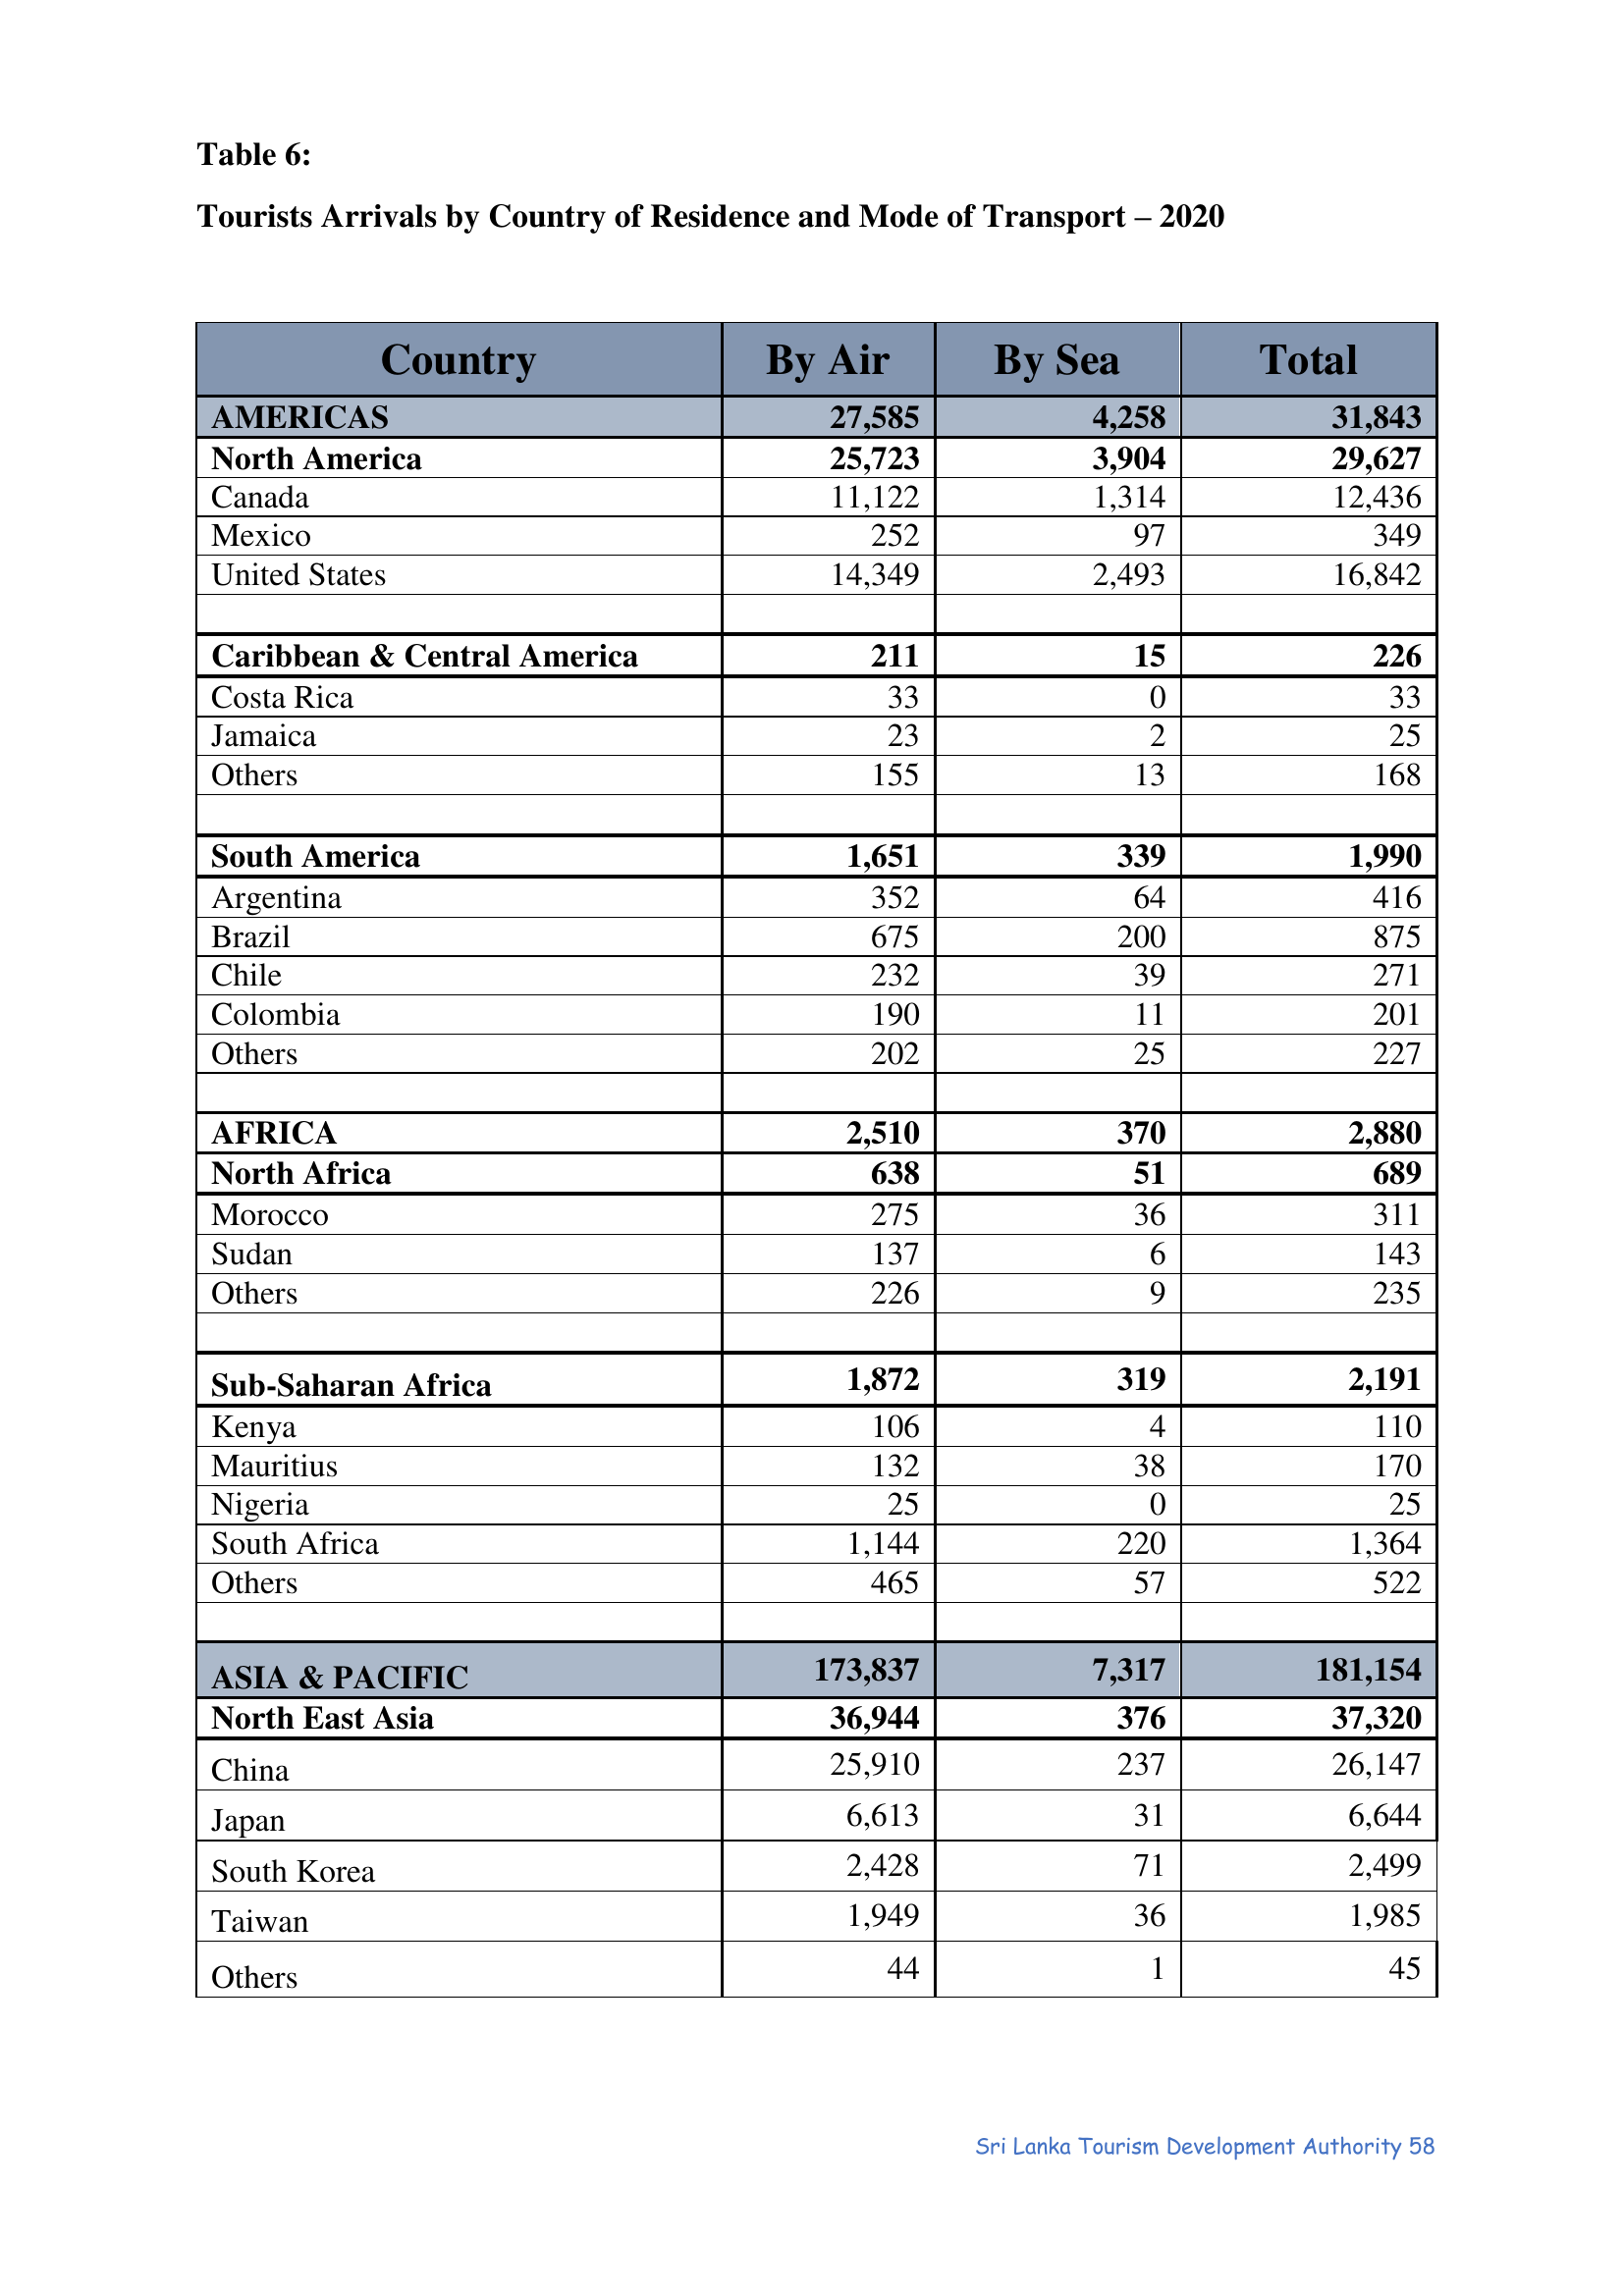 Table 6:
Tourists Arrivals by Country of Residence and Mode of Transport – 2020
Country By Air By Sea Total
AMERICAS 27,585 4,258 31,843
North America 25,723 3,904 29,627
Canada 11,122 1,314 12,436
Mexico 252 97 349
United States 14,349 2,493 16,842
Caribbean & Central America 211 15 226
Costa Rica 33 0 33
Jamaica 23 2 25
Others 155 13 168
South America 1,651 339 1,990
Argentina 352 64 416
Brazil 675 200 875
Chile 232 39 271
Colombia 190 11 201
Others 202 25 227
AFRICA 2,510 370 2,880
North Africa 638 51 689
Morocco 275 36 311
Sudan 137 6 143
Others 226 9 235
Sub-Saharan Africa 1,872 319 2,191
Kenya 106 4 110
Mauritius 132 38 170
Nigeria 25 0 25
South Africa 1,144 220 1,364
Others 465 57 522
ASIA & PACIFIC 173,837 7,317 181,154
North East Asia 36,944 376 37,320
China 25,910 237 26,147
Japan 6,613 31 6,644
South Korea 2,428 71 2,499
Taiwan 1,949 36 1,985
Others 44 1 45
Sri Lanka Tourism Development Authority 58